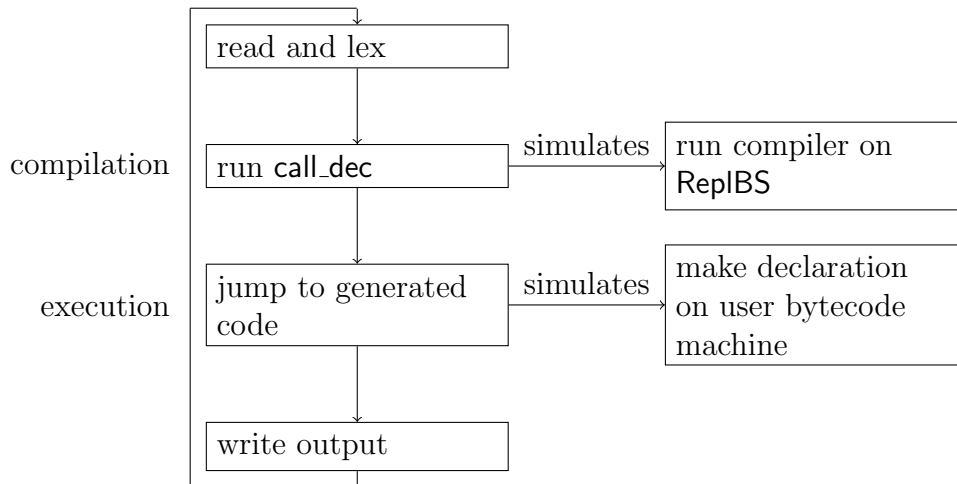 read and lex
compilation
run call_dec
simulates
run compiler on
ReplBS
execution
jump to generated
code
simulates
make declaration
on user bytecode
machine
write output